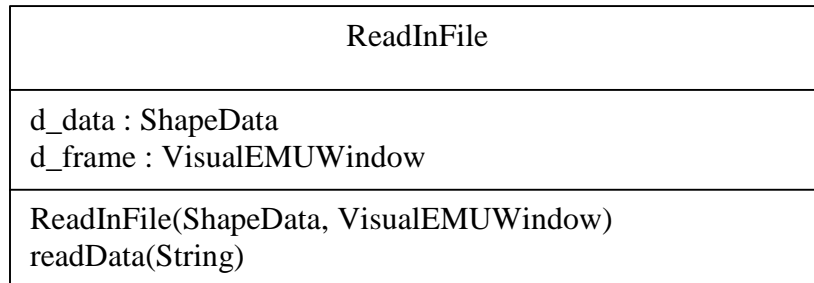 ReadInFile
d_data : ShapeData
d_frame : VisualEMUWindow
ReadInFile(ShapeData, VisualEMUWindow)
readData(String)